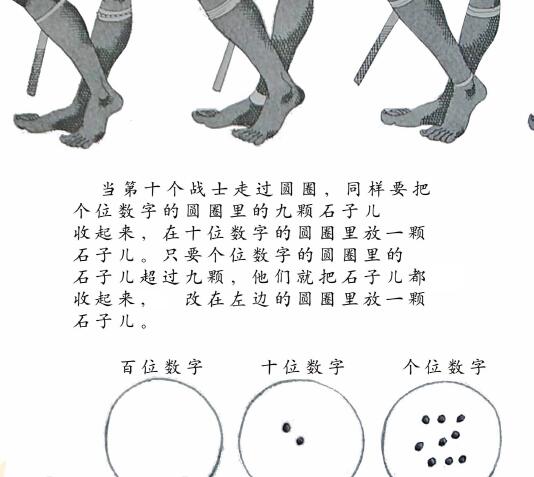 当第十个战士走过圆圈，同样要把
个位数字的圆圈里的九颗石子儿
收起来，在十位数字的圆圈里放一颗
石子儿。只要个位数字的圆圈里的
石子儿超过九颗，他们就把石子儿都
收起来， 改在左边的圆圈里放一颗
石子儿。
百位数字 十位数字 个位数字